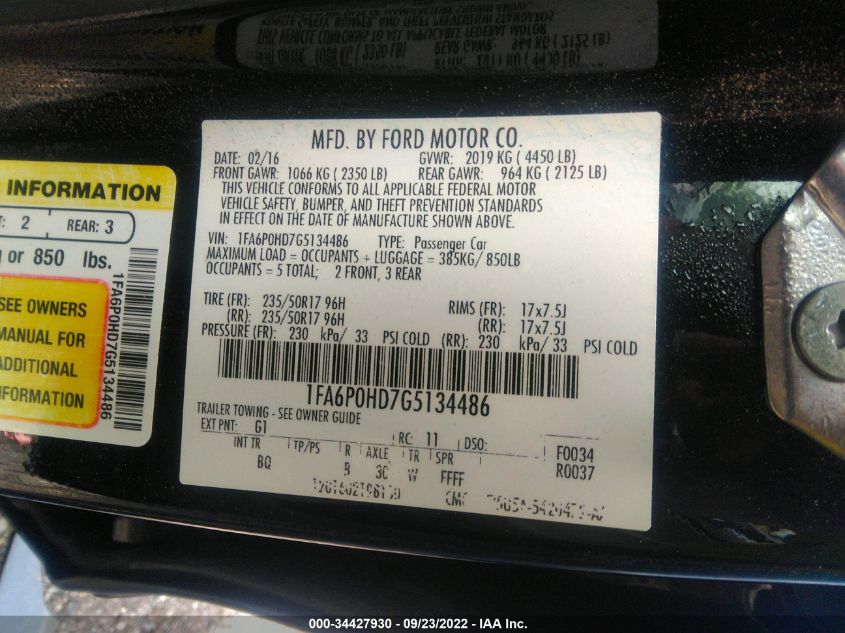 MFD. BY FORD MOTOR CO.
DATE: 02/16 GVWR: 2019 KG ( 4450 LB)
FRONT GAWR: 1066 KG ( 2350 LB) REAR GAWR: 964 KG ( 2125 LB)
THIS VEHICLE CONFORMS TO ALL APPLICABLE FEDERAL MOTOR
VEHICLE SAFETY, BUMPER, AND THEFT PREVENTION STANDARDS
IN EFFECT ON THE DATE OF MANUFACTURE SHOWN ABOVE.
VIN: 1FA6P0HD7G5134486 TYPE: Passenger Car
MAXIMUM LOAD = OCCUPANTS + LUGGAGE = 385KG/ 850LB
OCCUPANTS = 5 TOTAL; 2 FRONT, 3 REAR
TIRE (FR): 235/50R17 96H RIMS (FR): 17x7.5J
(RR): 235/50R17 96H (RR): 17x7.5J
PRESSURE (FR): 230 kPa/ 33 PSI COLD (RR): 230 kPa/ 33 PSI COLD
1FA6P0HD7G5134486
TRAILER TOWING - SEE OWNER GUIDE
EXT PNT: G1 RC: 11 DSO: F0034
INT TR TP/PS R AXLE TR SPR R0037
BQ B W FFFF
INFORMATION
: 2 REAR: 3
or 850 lbs.
SEE OWNERS
MANUAL FOR
ADDITIONAL
INFORMATION
1FA6P0HD7G5134486
000-34427930 - 09/23/2022 - IAA Inc.